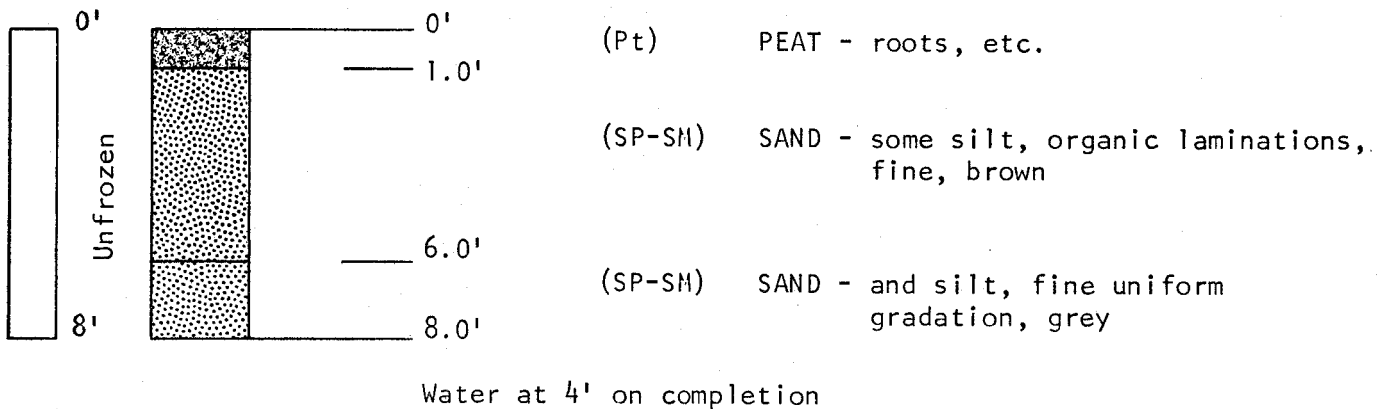 0'
8'
Unfrozen
0'
1.0'
6.0'
8.0'
(Pt) PEAT - roots, etc.
(SP-SM) SAND - some silt, organic laminations,
fine, brown
(SP-SM) SAND - and silt, fine uniform
gradation, grey
Water at 4' on completion